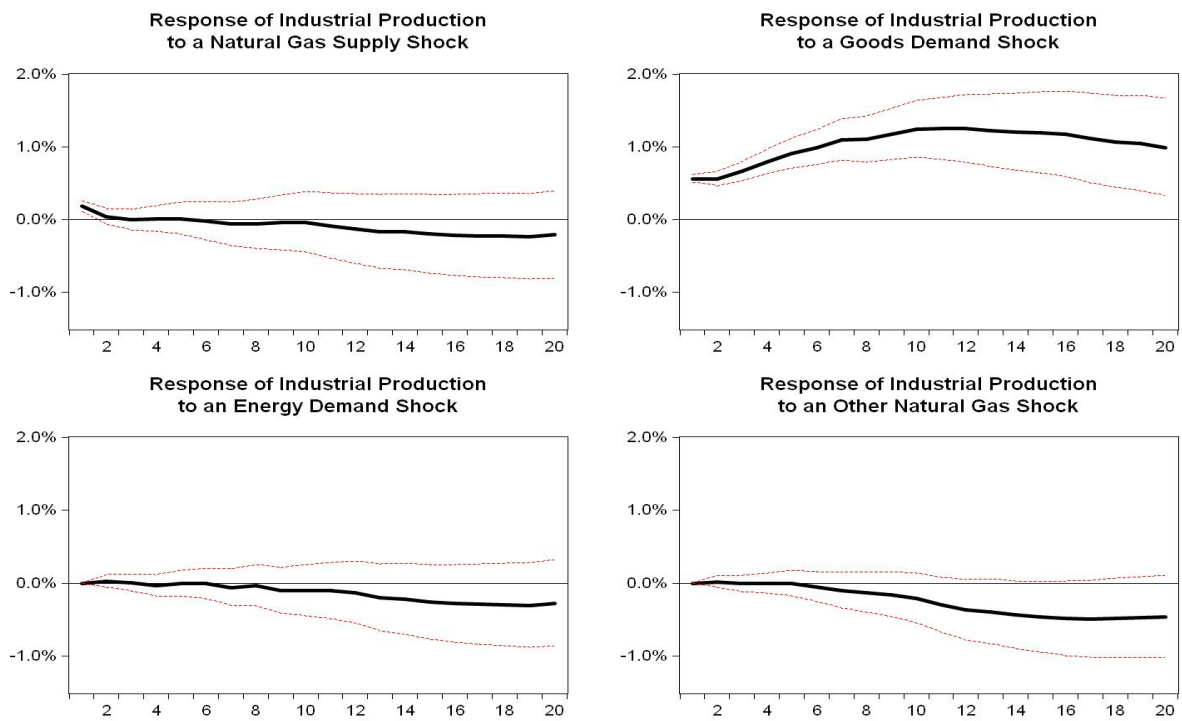 Response of Industrial Production
to a Natural Gas Supply Shock
2.0%
1.0%
0.0%
-1.0%
2 4 6 8 10 12 14 16 18 20
Response of Industrial Production
to a Goods Demand Shock
2.0%
1.0%
0.0%
-1.0%
2 4 6 8 10 12 14 16 18 20
Response of Industrial Production
to an Energy Demand Shock
2.0%
1.0%
0.0%
-1.0%
2 4 6 8 10 12 14 16 18 20
Response of Industrial Production
to an Other Natural Gas Shock
2.0%
1.0%
0.0%
-1.0%
2 4 6 8 10 12 14 16 18 20